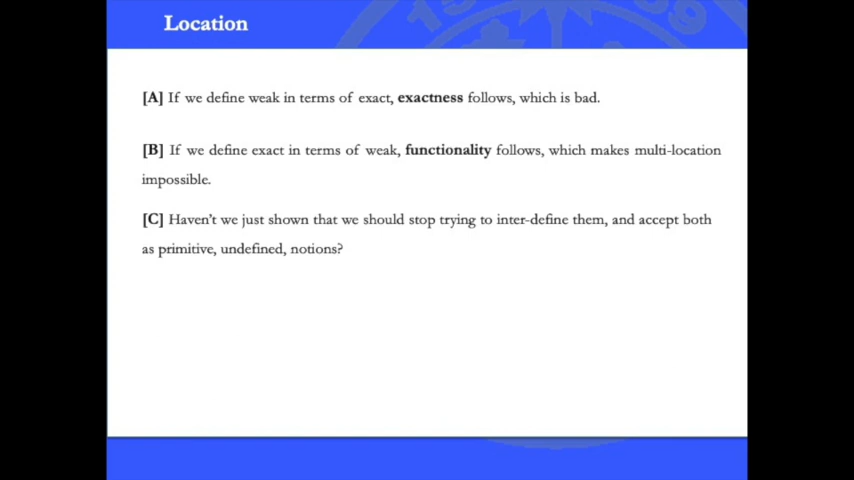 Location
[A] If we define weak in terms of exact, exactness follows, which is bad.
[B] If we define exact in terms of weak, functionality follows, which makes multi-location
impossible.
[C] Haven't we just shown that we should stop trying to inter-define them, and accept both
as primitive, undefined, notions?